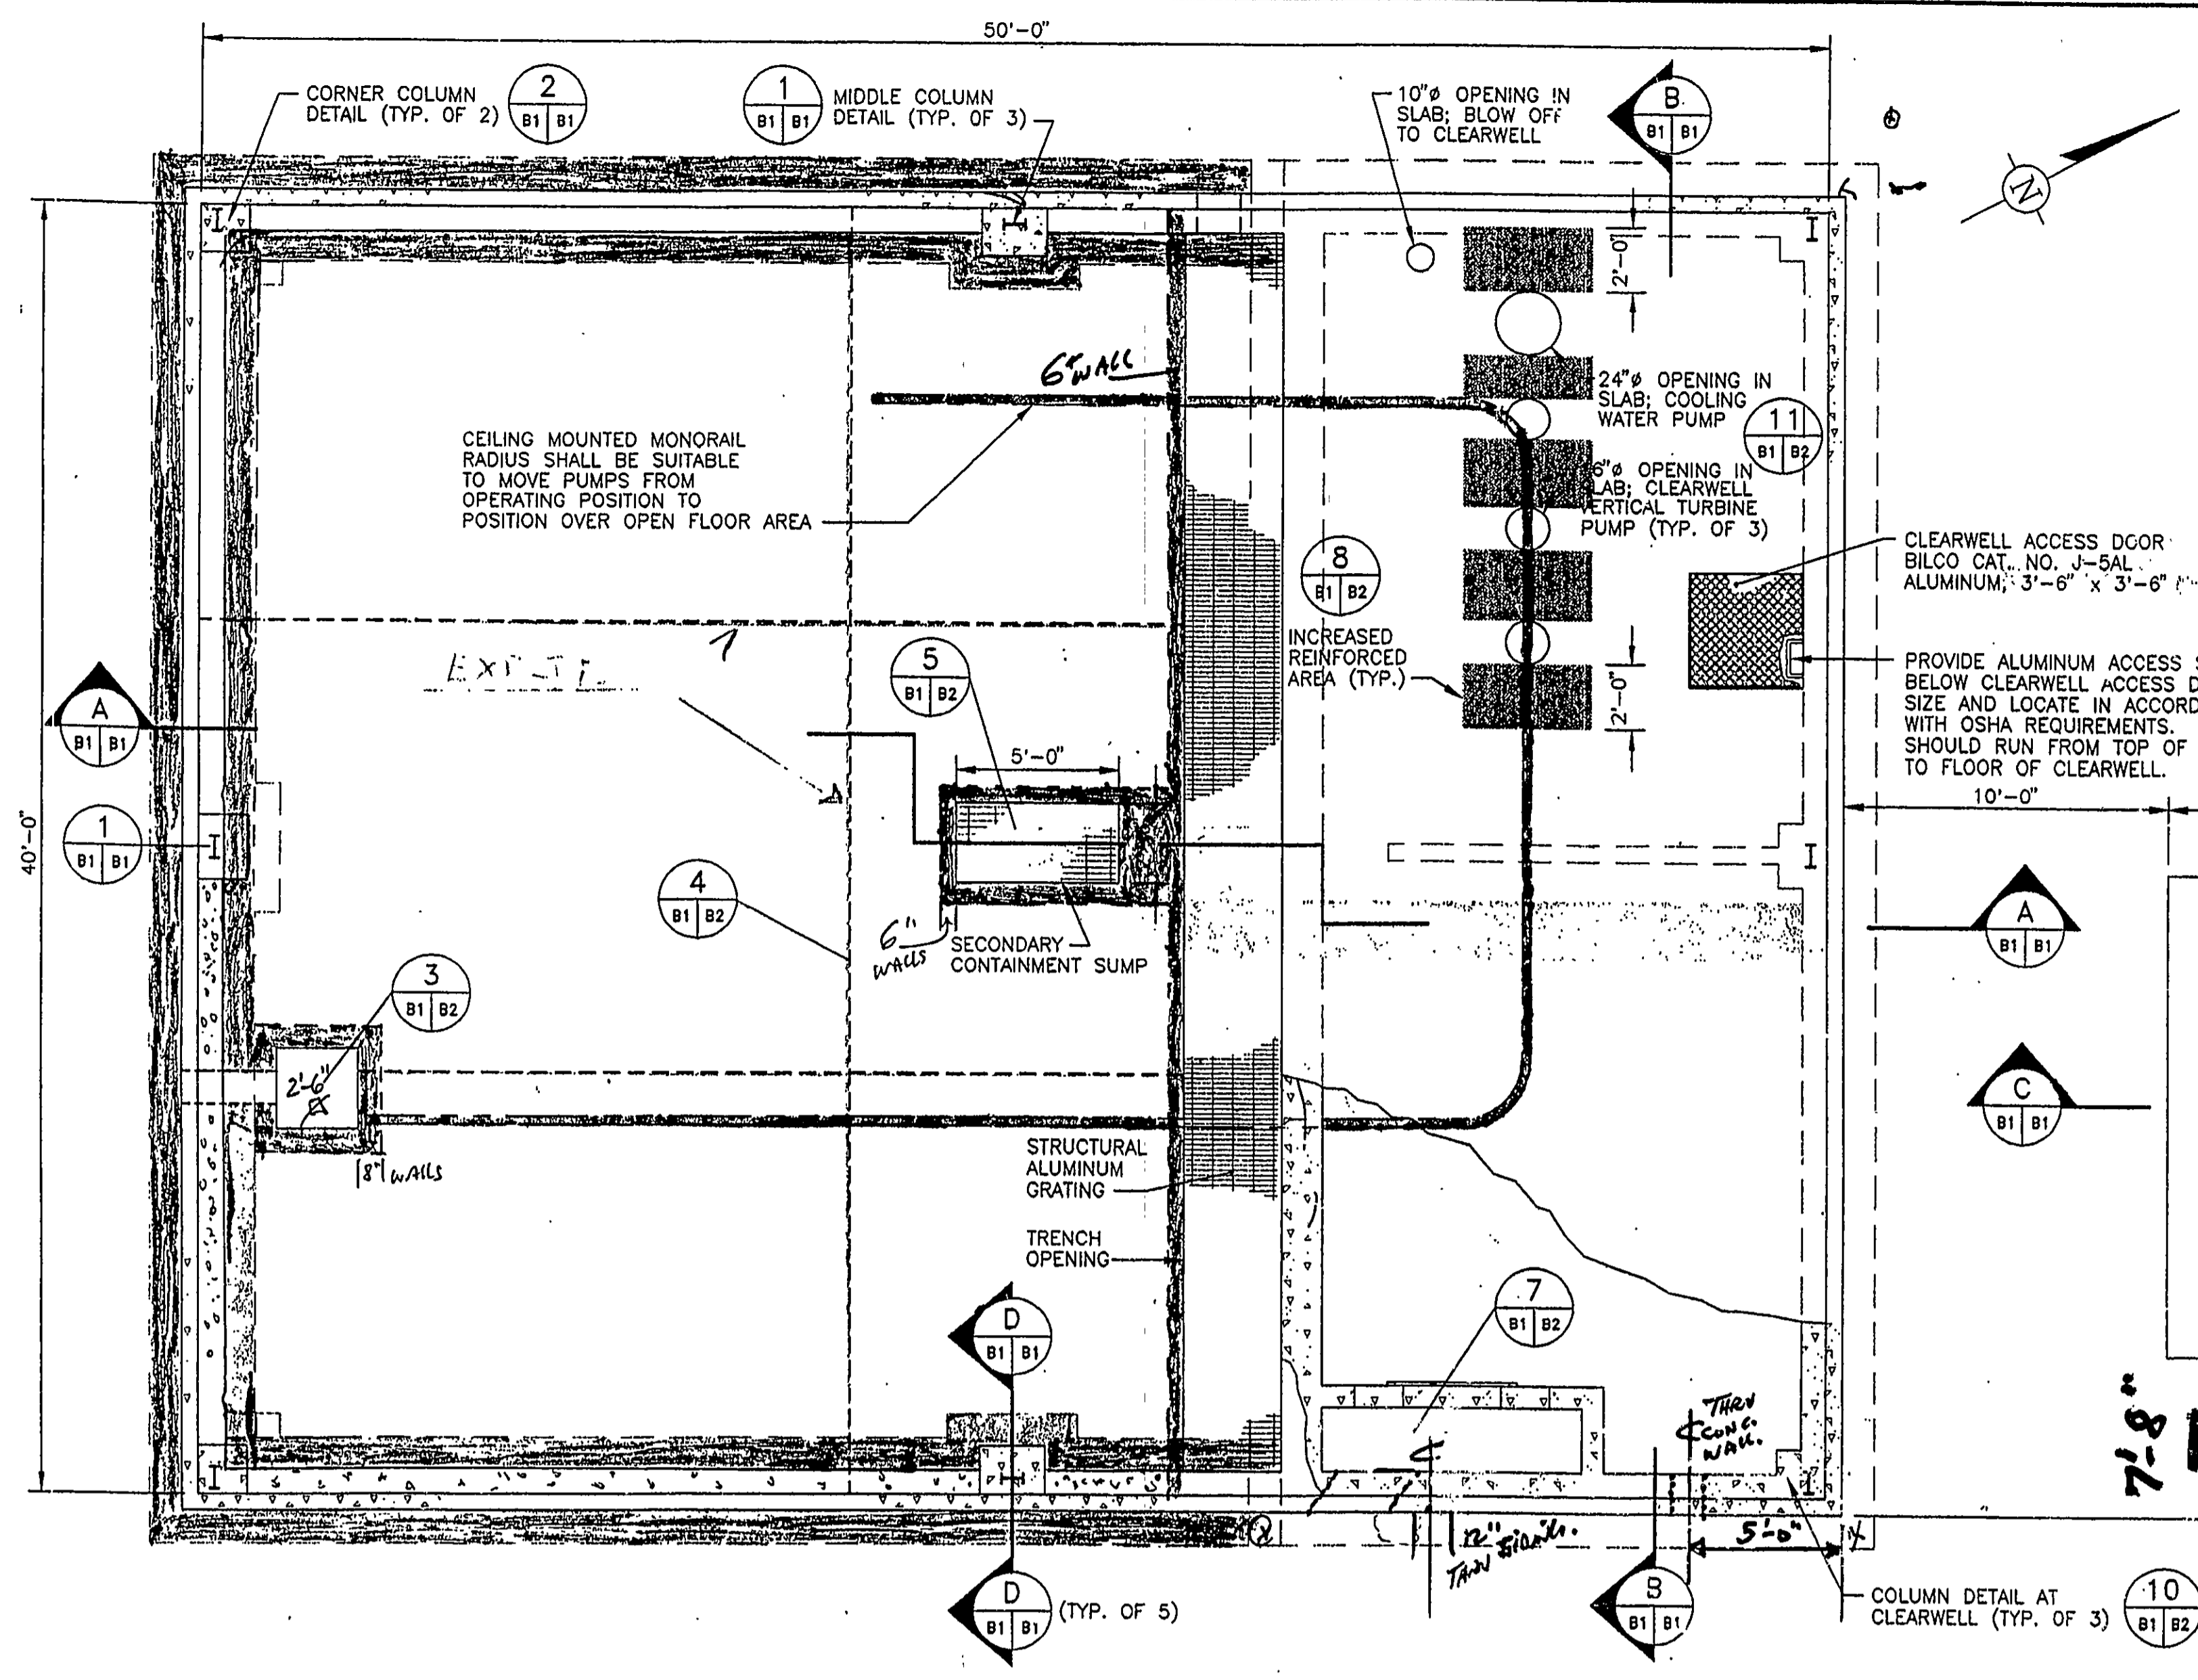 50'-0"
CORNER COLUMN
DETAIL (TYP. OF 2)
2
B1 B1
1
B1 B1
MIDDLE COLUMN
DETAIL (TYP. OF 3)
10"ø OPENING IN
SLAB; BLOW OFF
TO CLEARWELL
B
B1 B1
N
2'-0"
6" WALL
24"ø OPENING IN
SLAB; COOLING
WATER PUMP
11
B1 B2
CEILING MOUNTED MONORAIL
RADIUS SHALL BE SUITABLE
TO MOVE PUMPS FROM
OPERATING POSITION TO
POSITION OVER OPEN FLOOR AREA
6"ø OPENING IN
LAB; CLEARWELL
VERTICAL TURBINE
PUMP (TYP. OF 3)
8
B1 B2
INCREASED
REINFORCED
AREA (TYP.)
CLEARWELL ACCESS DOOR
BILCO CAT. NO. J-5AL
ALUMINUM, 3'-6" x 3'-6"
PROVIDE ALUMINUM ACCESS
BELOW CLEARWELL ACCESS D
SIZE AND LOCATE IN ACCORD
WITH OSHA REQUIREMENTS.
SHOULD RUN FROM TOP OF
TO FLOOR OF CLEARWELL.
10'-0"
2'-0"
5
B1 B2
A
B1 B1
5'-0"
1
B1 B1
40'-0"
4
B1 B2
6"
WALLS
SECONDARY
CONTAINMENT SUMP
A
B1 B1
3
B1 B2
2'-6"
8" WALLS
C
B1 B1
STRUCTURAL
ALUMINUM
GRATING
TRENCH
OPENING
D
B1 B1
7
B1 B2
THRU
CONC.
WALL.
7'-8"
12"
5'-0"
D
B1 B1
(TYP. OF 5)
B
B1 B1
COLUMN DETAIL AT
CLEARWELL (TYP. OF 3)
10
B1 B2